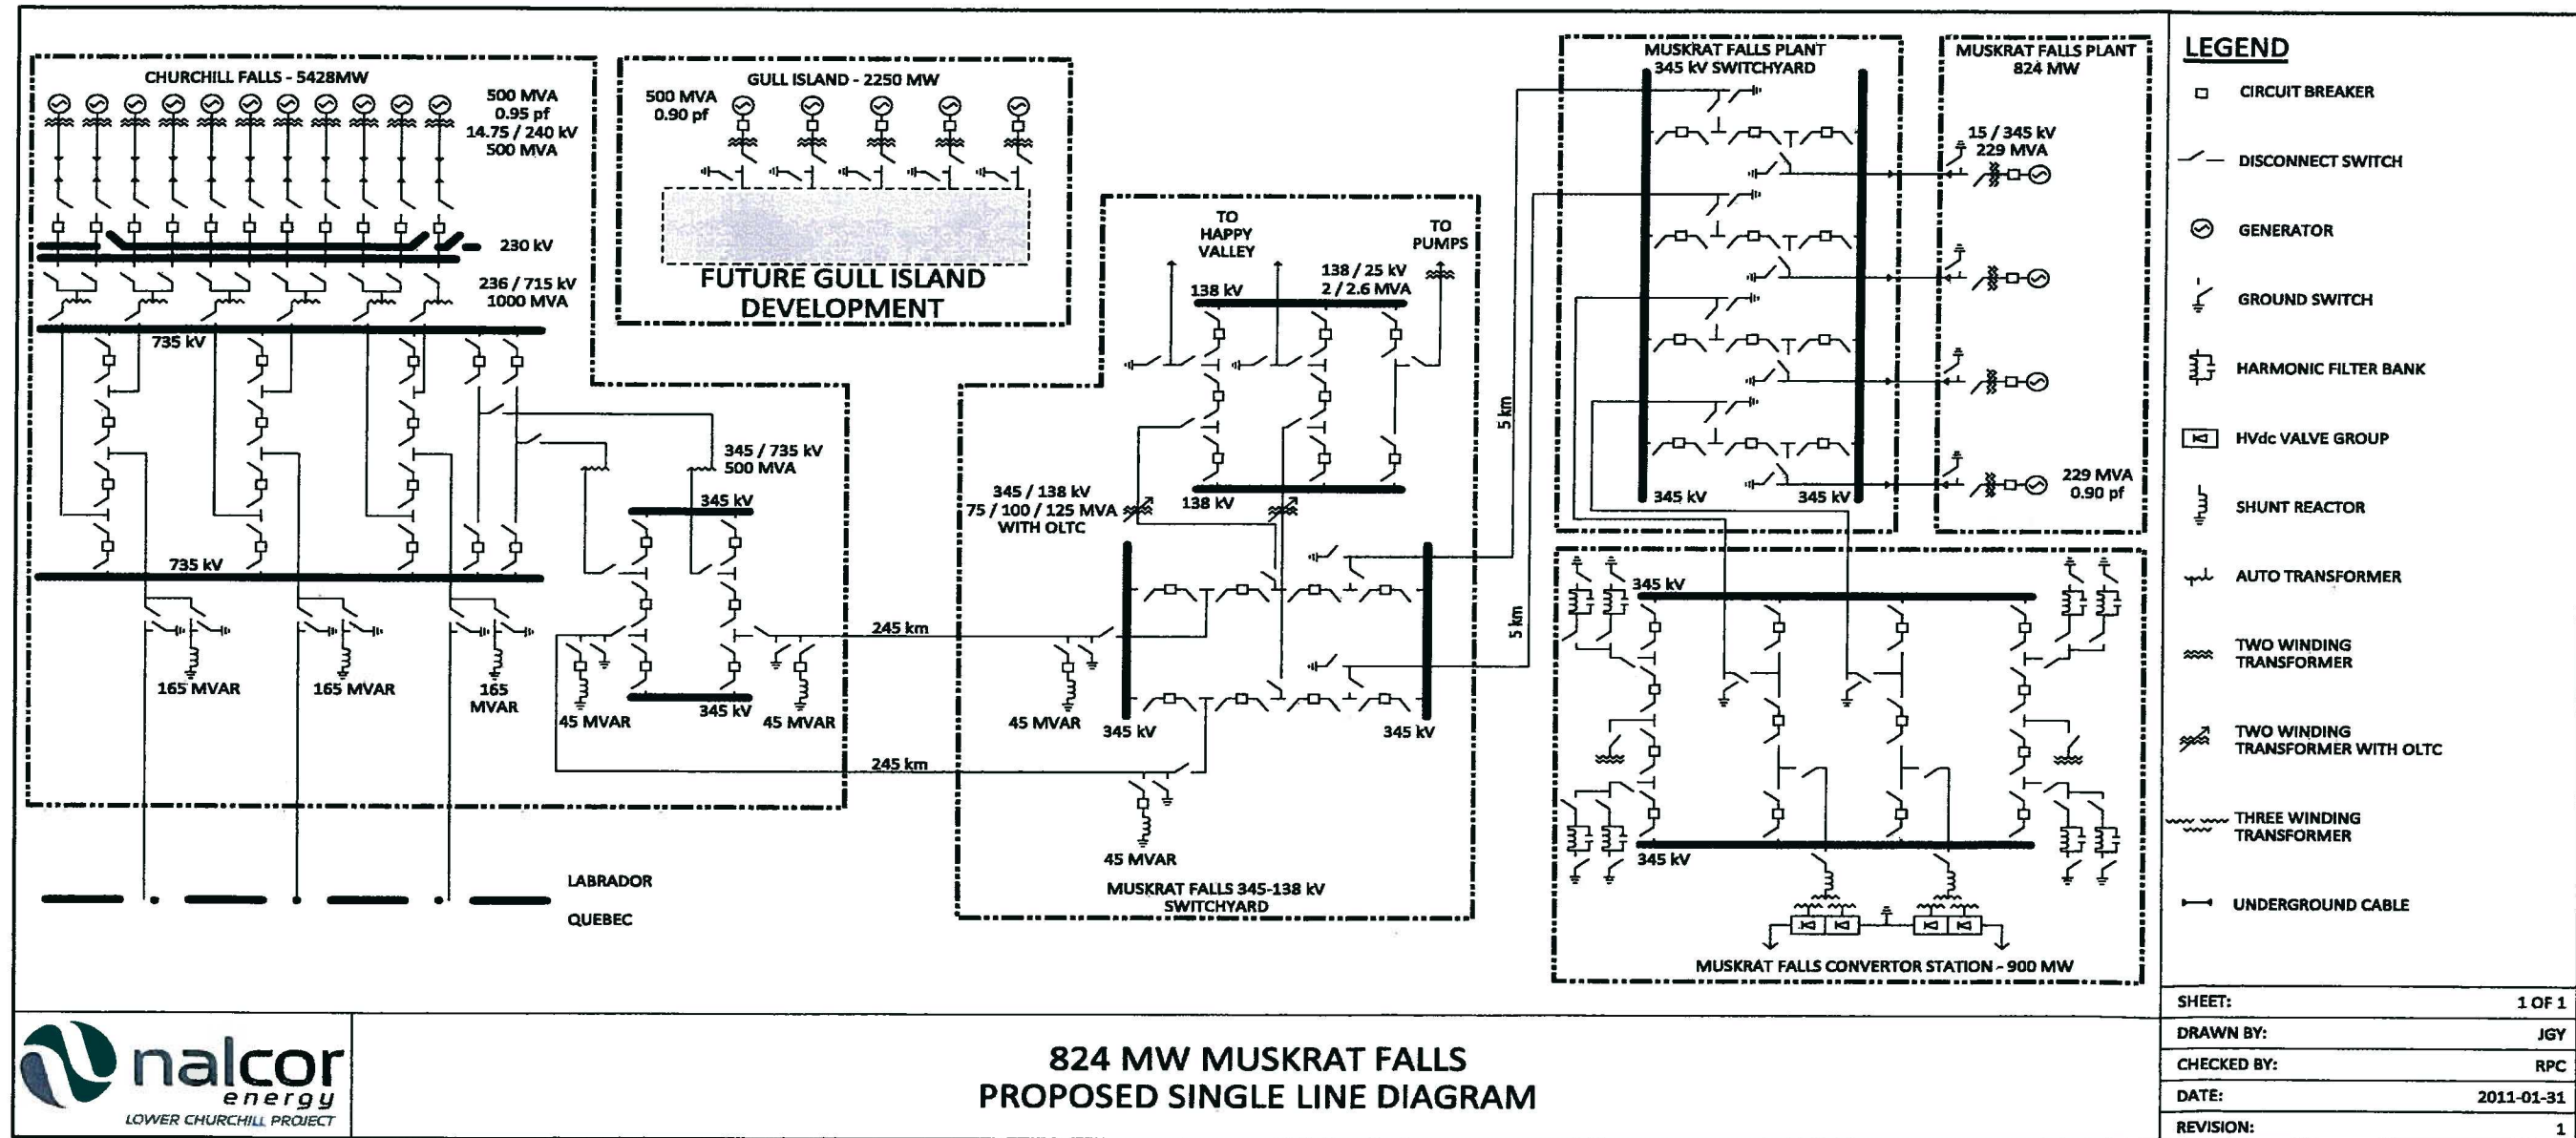 CHURCHILL FALLS - 5428MW
500 MVA
0.95 pf
14.75 / 240 kV
500 MVA
230 kV
236 / 715 kV
1000 MVA
735 kV
735 kV
345 / 735 kV
500 MVA
345 kV
345 kV
165 MVAR
165 MVAR
165
MVAR
45 MVAR
45 MVAR
245 km
245 km
LABRADOR
QUEBEC
GULL ISLAND - 2250 MW
500 MVA
0.90 pf
FUTURE GULL ISLAND
DEVELOPMENT
TO
HAPPY
VALLEY
TO
PUMPS
138 / 25 kV
2 / 2.6 MVA
138 kV
138 kV
345 / 138 kV
75 / 100 / 125 MVA
WITH OLTC
45 MVAR
345 kV
345 kV
45 MVAR
MUSKRAT FALLS 345-138 kV
SWITCHYARD
5 km
5 km
MUSKRAT FALLS PLANT
345 kV SWITCHYARD
345 kV
345 kV
MUSKRAT FALLS PLANT
824 MW
15 / 345 kV
229 MVA
229 MVA
0.90 pf
345 kV
345 kV
MUSKRAT FALLS CONVERTOR STATION - 900 MW
LEGEND
CIRCUIT BREAKER
DISCONNECT SWITCH
GENERATOR
GROUND SWITCH
HARMONIC FILTER BANK
HVdc VALVE GROUP
SHUNT REACTOR
AUTO TRANSFORMER
TWO WINDING
TRANSFORMER
TWO WINDING
TRANSFORMER WITH OLTC
THREE WINDING
TRANSFORMER
UNDERGROUND CABLE
SHEET: 1 OF 1
DRAWN BY: JGY
CHECKED BY: RPC
DATE: 2011-01-31
REVISION: 1
nalcor
energy
LOWER CHURCHILL PROJECT
824 MW MUSKRAT FALLS
PROPOSED SINGLE LINE DIAGRAM